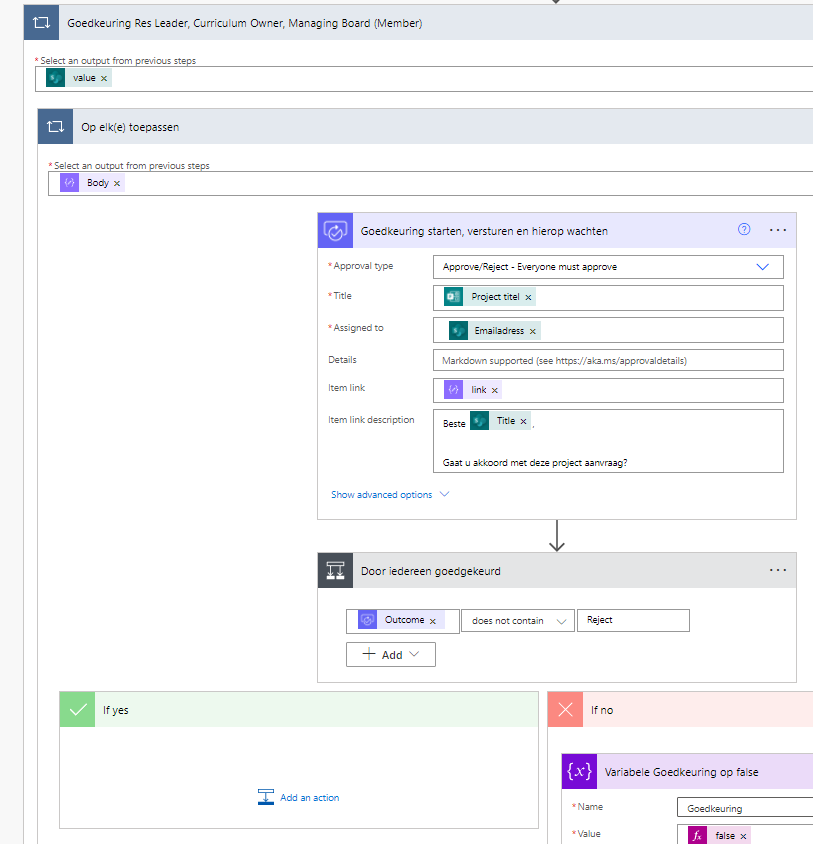 Goedkeuring Res Leader, Curriculum Owner, Managing Board (Member)
* Select an output from previous steps
value ×
Op elk(e) toepassen
* Select an output from previous steps
Body ×
Goedkeuring starten, versturen en hierop wachten
* Approval type
Approve/Reject - Everyone must approve
* Title
Project titel ×
* Assigned to
Emailadress ×
Details
Markdown supported (see https://aka.ms/approvaldetails)
Item link
link ×
Item link description
Beste Title × ,
Gaat u akkoord met deze project aanvraag?
Show advanced options
Door iedereen goedgekeurd
Outcome ×
does not contain
Reject
+ Add
If yes
If no
Add an action
{x} Variabele Goedkeuring op false
* Name
Goedkeuring
* Value
fx false ×